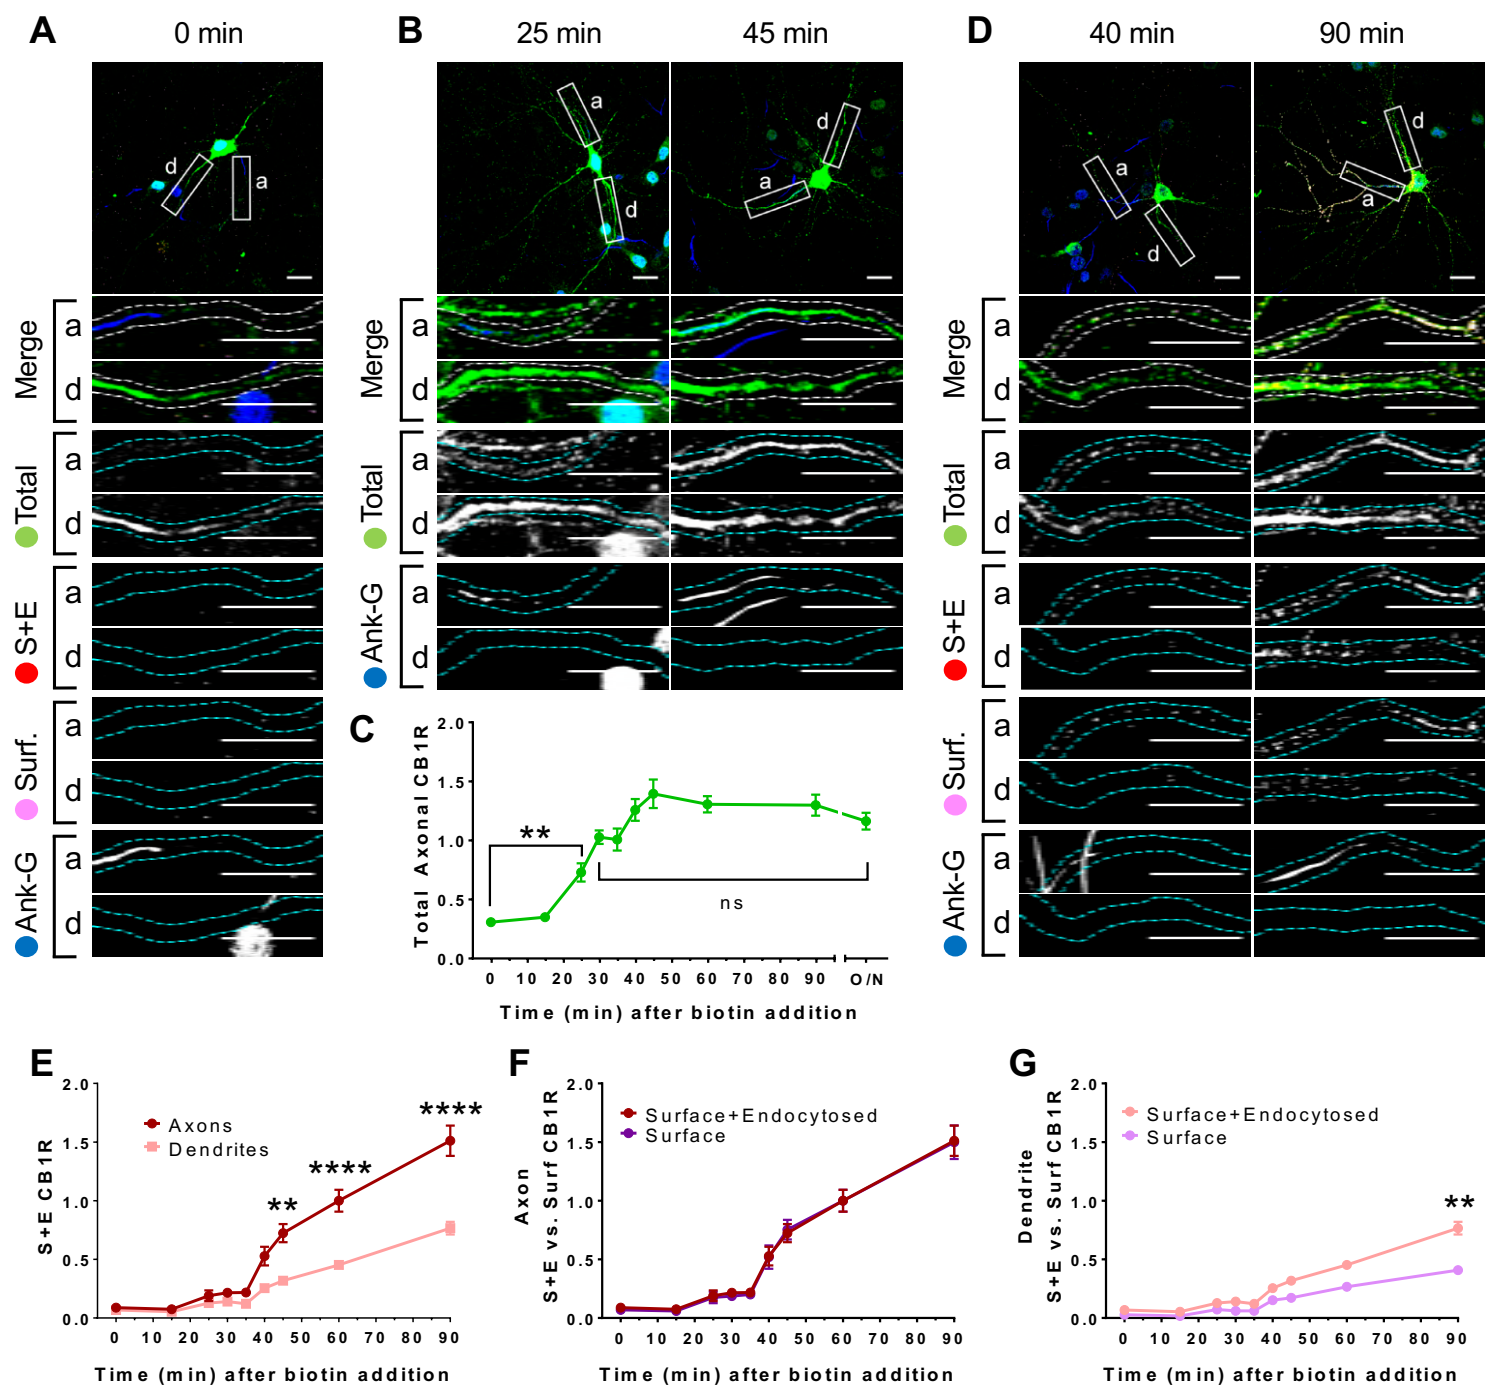 A
0 min
d
a
Merge
a
d
Total
a
d
S+E
a
d
Surf.
a
d
Ank-G
a
d
B
25 min
45 min
a
d
d
a
Merge
a
d
Total
a
d
Ank-G
a
d
C
Total Axonal CB1R
2.0
1.5
1.0
0.5
0.0
**
ns
0 10 20 30 40 50 60 70 80 90 O/N
Time (min) after biotin addition
D
40 min
90 min
a
d
d
a
Merge
a
d
Total
a
d
S+E
a
d
Surf.
a
d
Ank-G
a
d
E
S+E CB1R
2.0
1.5
1.0
0.5
0.0
Axons
Dendrites
**
****
****
0 10 20 30 40 50 60 70 80 90
Time (min) after biotin addition
F
Axon
S+E vs. Surf CB1R
2.0
1.5
1.0
0.5
0.0
Surface+Endocytosed
Surface
0 10 20 30 40 50 60 70 80 90
Time (min) after biotin addition
G
Dendrite
S+E vs. Surf CB1R
2.0
1.5
1.0
0.5
0.0
Surface+Endocytosed
Surface
**
0 10 20 30 40 50 60 70 80 90
Time (min) after biotin addition